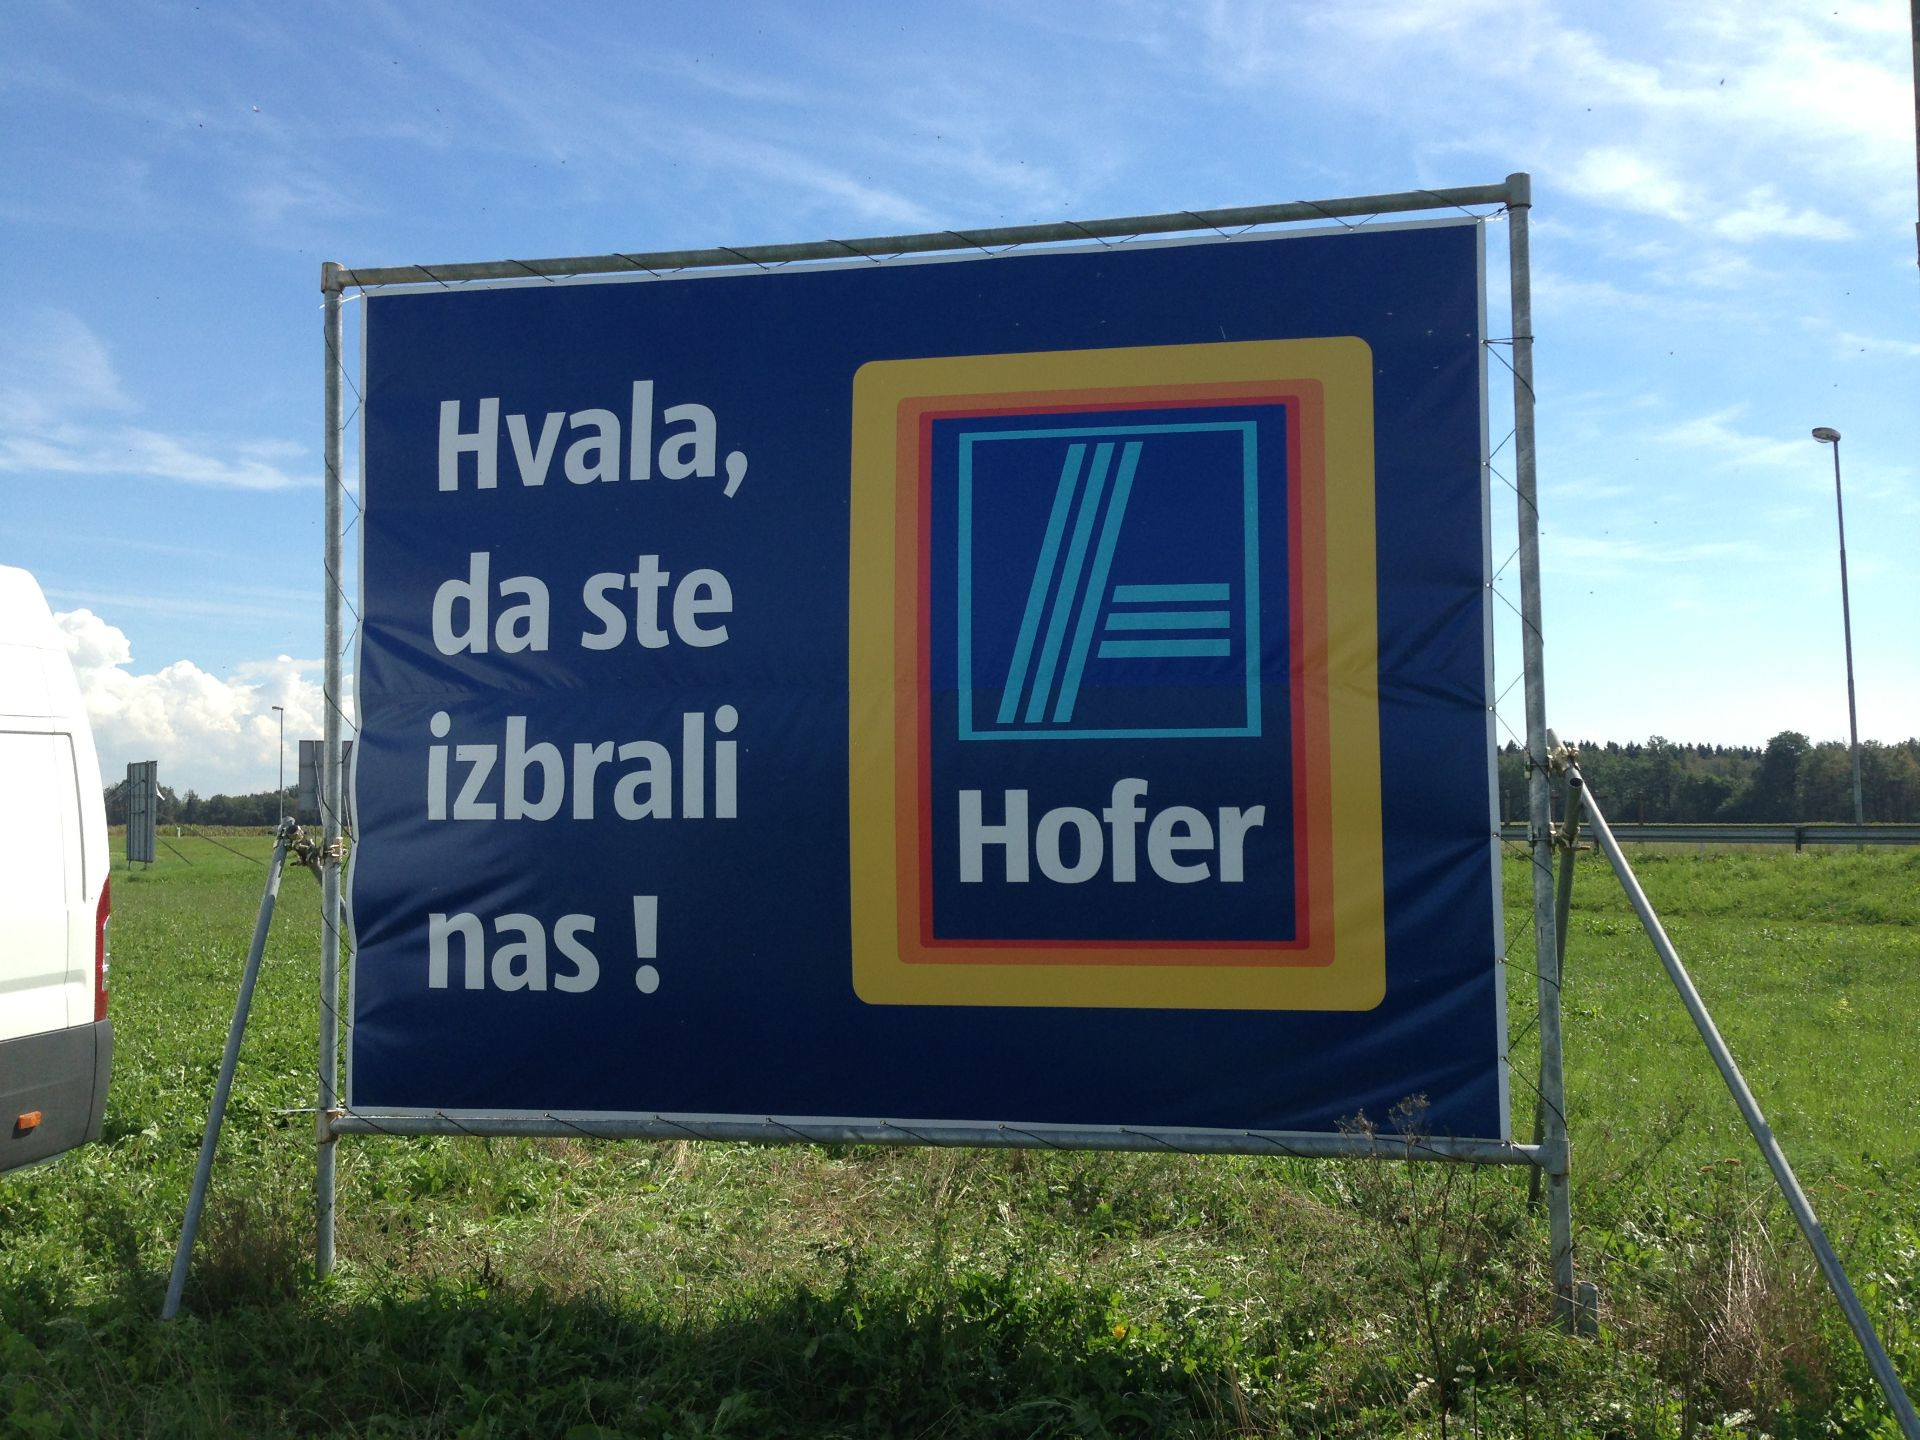 Hvala,
da ste
izbrali
nas !
Hofer